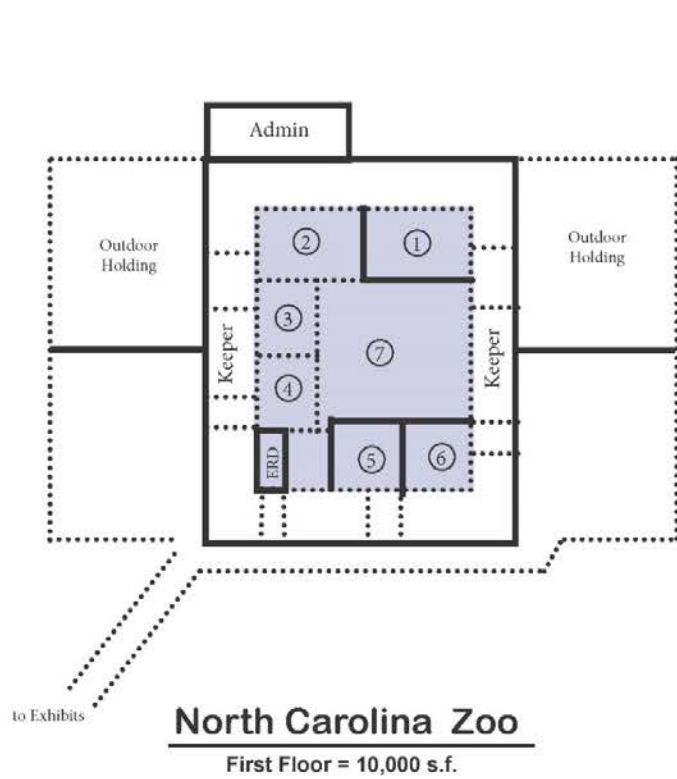 Admin
2
1
Outdoor
Holding
Outdoor
Holding
3
Keeper
7
Keeper
4
ERD
5
6
to Exhibits
North Carolina Zoo
First Floor = 10,000 s.f.